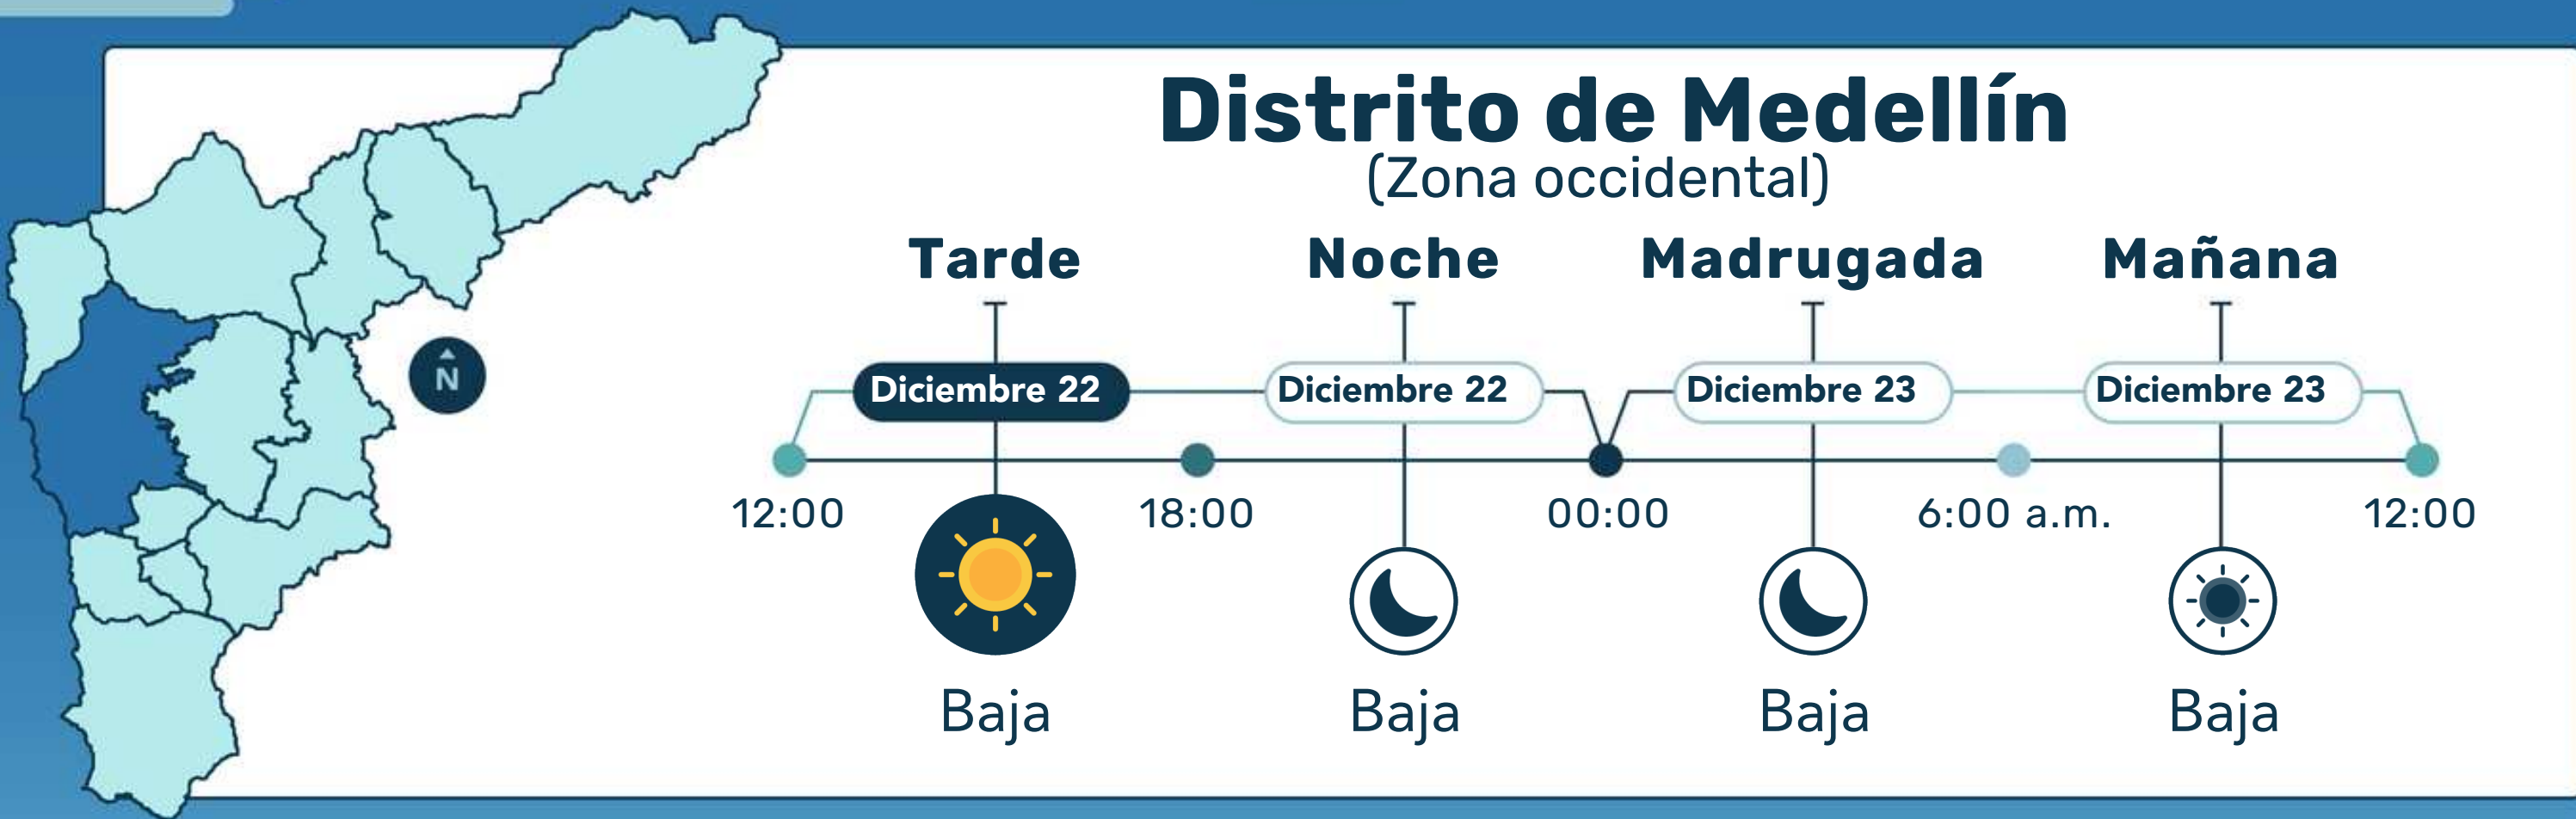 Distrito de Medellín
(Zona occidental)
Tarde Noche Madrugada Mañana
Diciembre 22 Diciembre 22 Diciembre 23 Diciembre 23
N
12:00 18:00 00:00 6:00 a.m. 12:00
Baja Baja Baja Baja